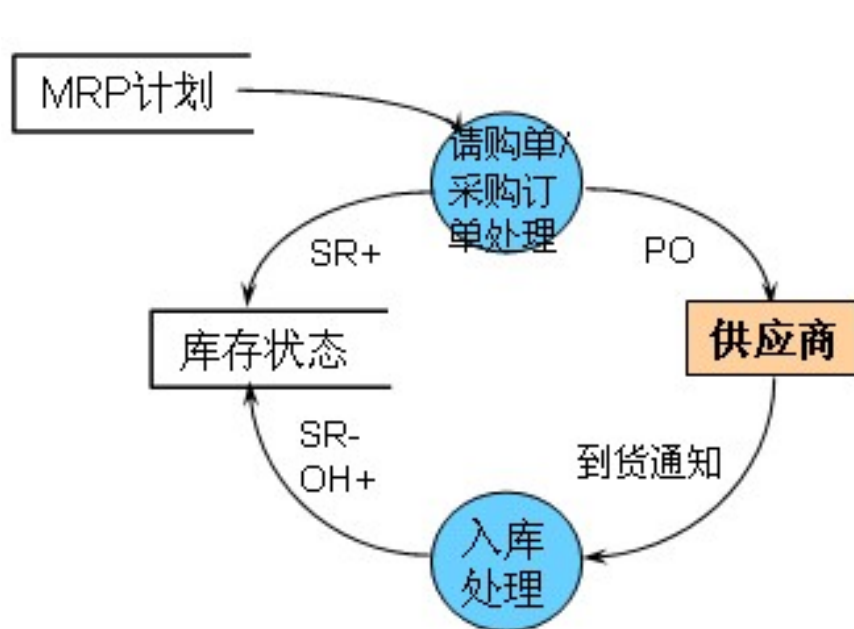 MRP计划
请购单/
采购订
单处理
SR+
PO
库存状态
供应商
SR-
OH+
到货通知
入库
处理